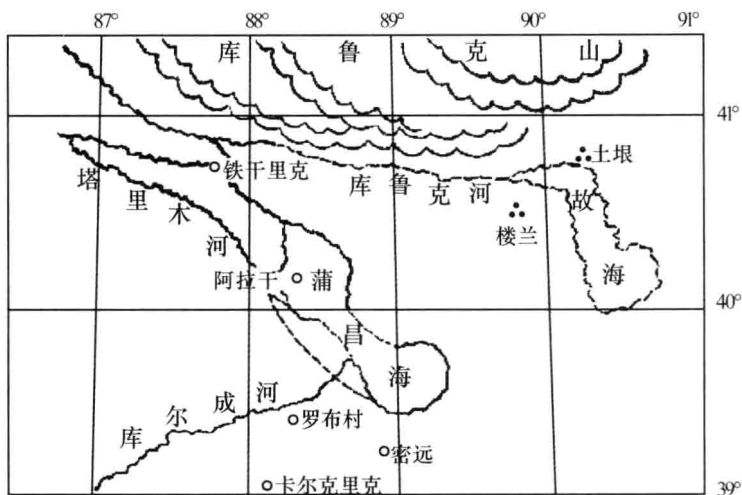 87° 88° 89° 90° 91°
库鲁克山
41°
土垠
铁干里克
库鲁克河
故海
塔里木河
楼兰
阿拉干
蒲昌海
40°
库尔成河
罗布村
密远
卡尔克里克
39°